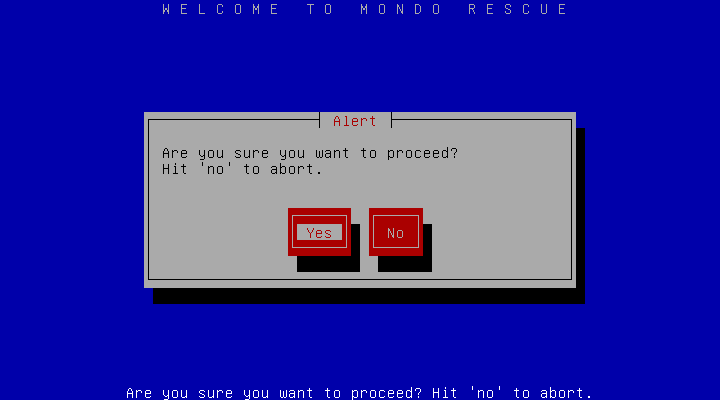 WELCOME TO MONDO RESCUE
Alert
Are you sure you want to proceed?
Hit 'no' to abort.
Yes No
Are you sure you want to proceed? Hit 'no' to abort.